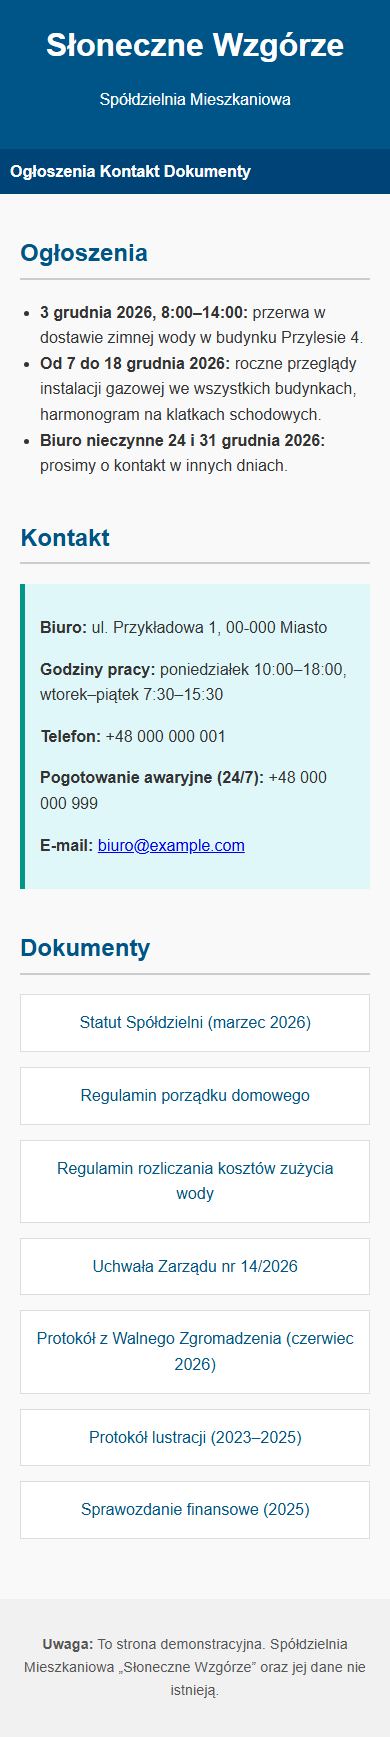 Słoneczne Wzgórze
Spółdzielnia Mieszkaniowa
Ogłoszenia Kontakt Dokumenty
Ogłoszenia
3 grudnia 2026, 8:00–14:00: przerwa w
dostawie zimnej wody w budynku Przylesie 4.
Od 7 do 18 grudnia 2026: roczne przeglądy
instalacji gazowej we wszystkich budynkach,
harmonogram na klatkach schodowych.
Biuro nieczynne 24 i 31 grudnia 2026:
prosimy o kontakt w innych dniach.
Kontakt
Biuro: ul. Przykładowa 1, 00-000 Miasto
Godziny pracy: poniedziałek 10:00–18:00,
wtorek–piątek 7:30–15:30
Telefon: +48 000 000 001
Pogotowanie awaryjne (24/7): +48 000
000 999
E-mail: biuro@example.com
Dokumenty
Statut Spółdzielni (marzec 2026)
Regulamin porządku domowego
Regulamin rozliczania kosztów zużycia
wody
Uchwała Zarządu nr 14/2026
Protokół z Walnego Zgromadzenia (czerwiec
2026)
Protokół lustracji (2023–2025)
Sprawozdanie finansowe (2025)
Uwaga: To strona demonstracyjna. Spółdzielnia
Mieszkaniowa „Słoneczne Wzgórze” oraz jej dane nie
istnieją.